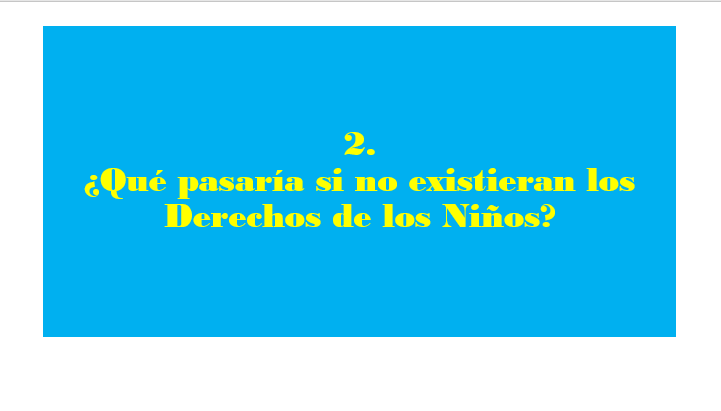 2.
¿Qué pasaría si no existieran los
Derechos de los Niños?